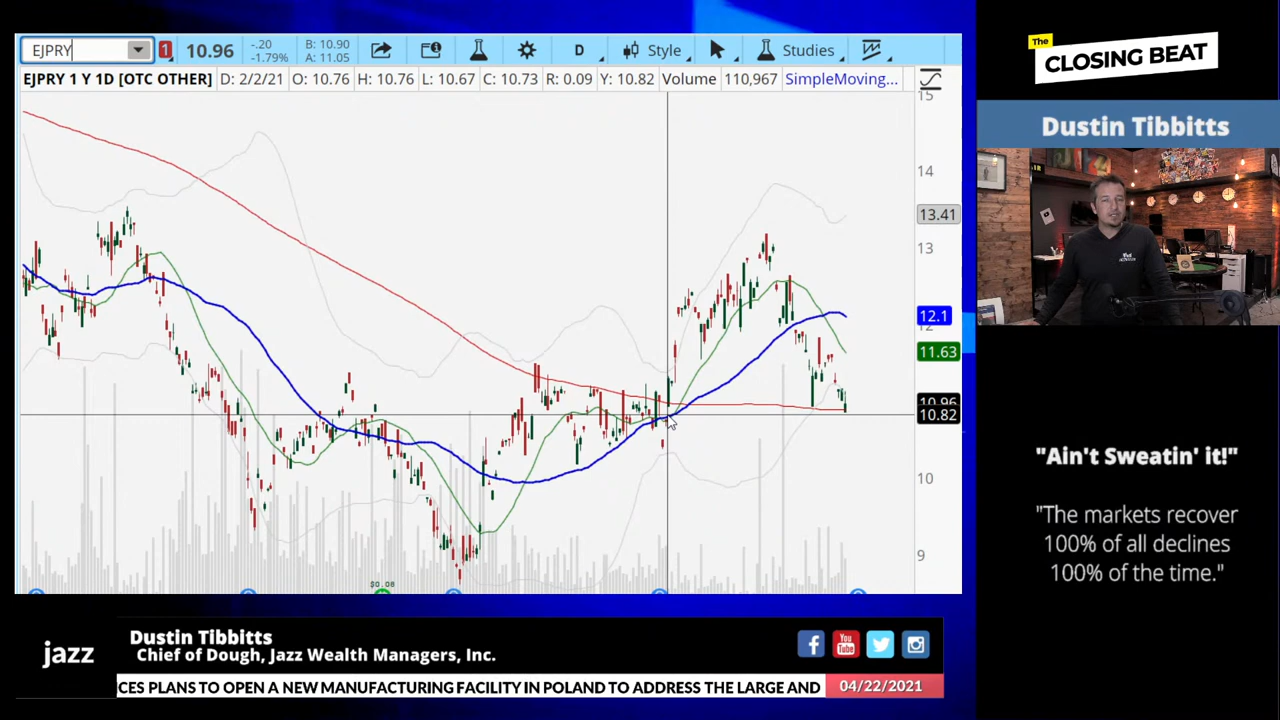 EJPRY
1
10.96
-.20
-1.79%
B: 10.90
A: 11.05
D
Style
Studies
EJPRY 1 Y 1D [OTC OTHER]
D: 2/2/21
O: 10.76
H: 10.76
L: 10.67
C: 10.73
R: 0.09
Y: 10.82
Volume
110,967
SimpleMoving...
15
14
13.41
13
12.1
12
11.63
10.96
10.82
10
9
$0.08
The
CLOSING BEAT
Dustin Tibbitts
"Ain't Sweatin' it!"
"The markets recover
100% of all declines
100% of the time."
jazz
Dustin Tibbitts
Chief of Dough, Jazz Wealth Managers, Inc.
f
You
Tube
CES PLANS TO OPEN A NEW MANUFACTURING FACILITY IN POLAND TO ADDRESS THE LARGE AND
04/22/2021